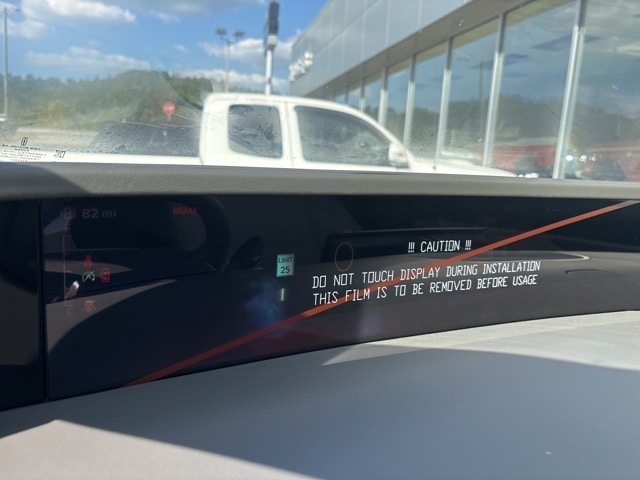 82 mi
BRAKE
LIMIT
25
!!! CAUTION !!!
DO NOT TOUCH DISPLAY DURING INSTALLATION
THIS FILM IS TO BE REMOVED BEFORE USAGE